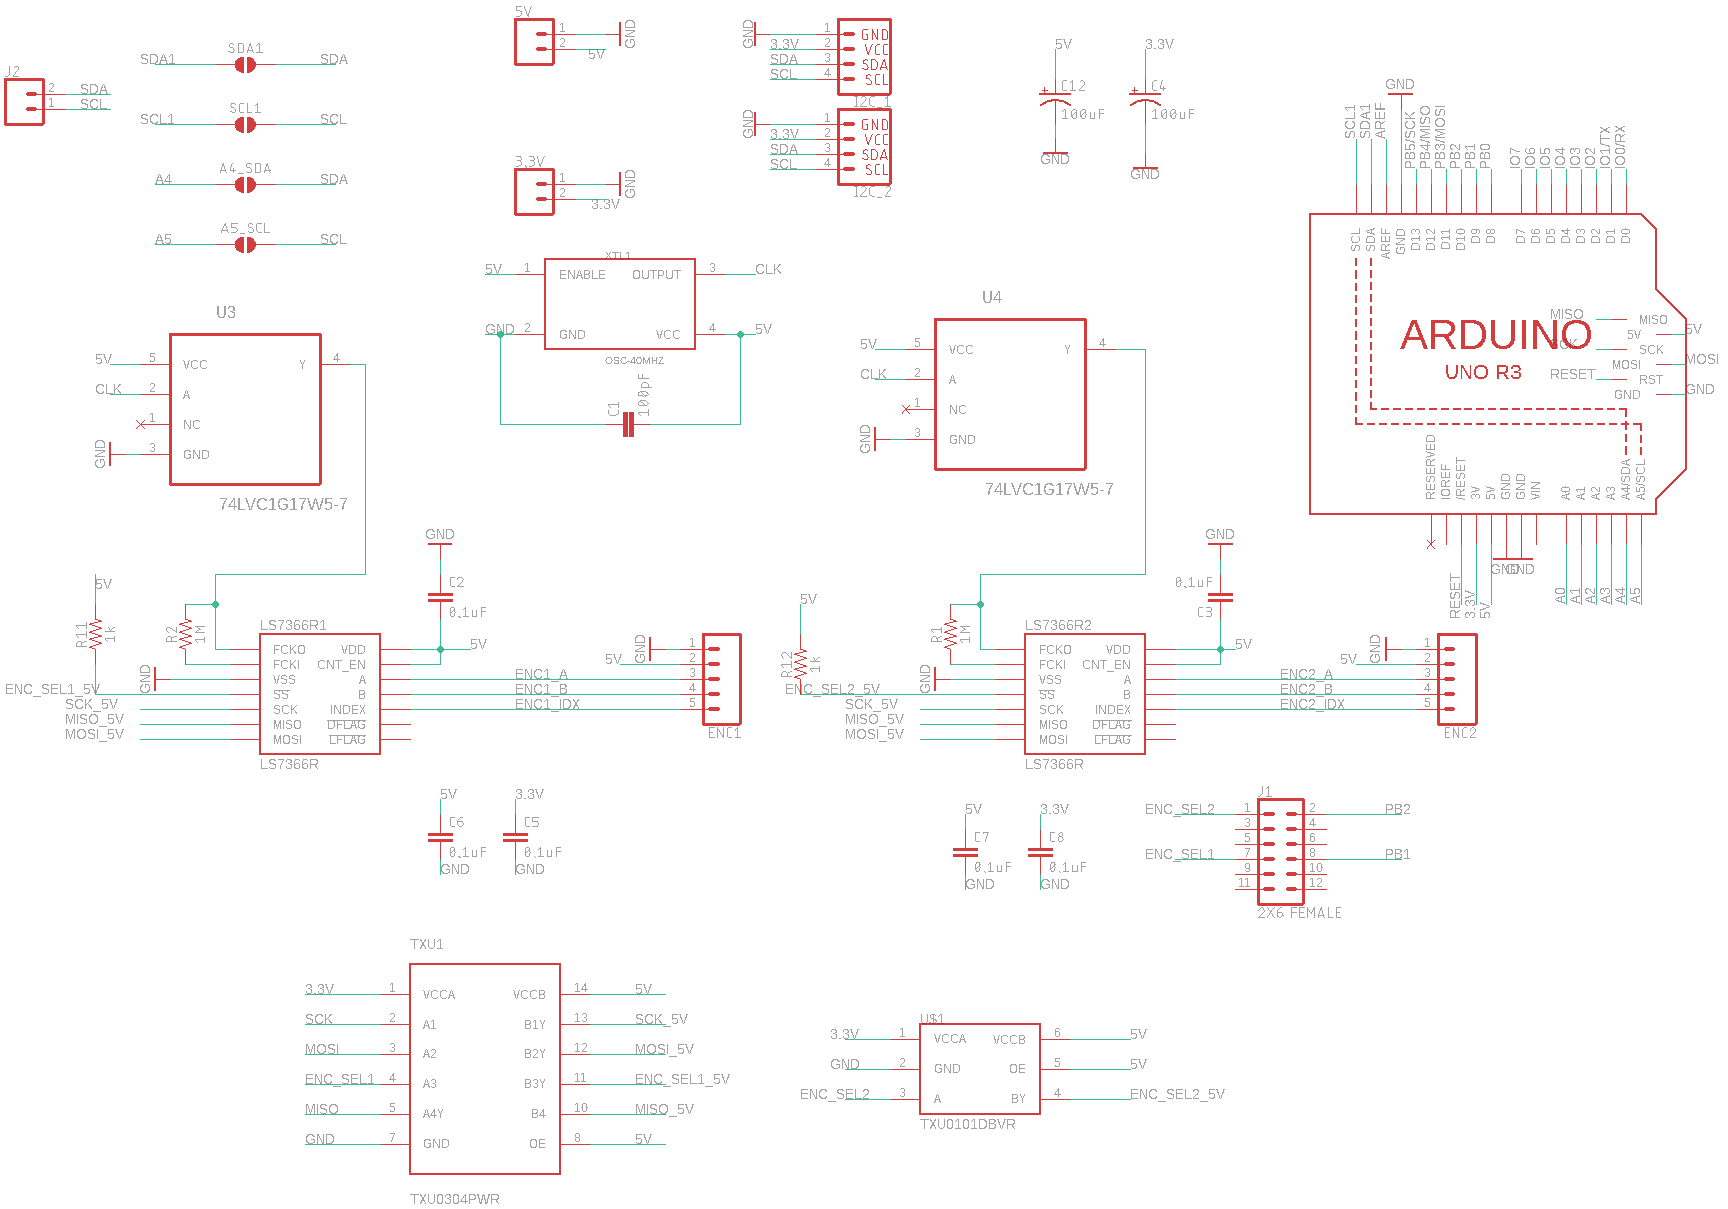 J2
2
SDA
1
SCL
SDA1
SDA1
SDA
SCL1
SCL1
SCL
A4_SDA
A4
SDA
A5_SCL
A5
SCL
5V
1
GND
2
5V
3.3V
1
GND
2
3.3V
GND
1
GND
3.3V
2
VCC
SDA
3
SDA
SCL
4
SCL
I2C_1
GND
1
GND
3.3V
2
VCC
SDA
3
SDA
SCL
4
SCL
I2C_2
5V
C12
100uF
GND
3.3V
C4
100uF
GND
GND
SCL1
SDA1
AREF
PB5/SCK
PB4/MISO
PB3/MOSI
PB2
PB1
PB0
IO7
IO6
IO5
IO4
IO3
IO2
IO1/TX
IO0/RX
SCL
SDA
AREF
GND
D13
D12
D11
D10
D9
D8
D7
D6
D5
D4
D3
D2
D1
D0
ARDUINO
UNO R3
MISO
MISO
5V
5V
SCK
SCK
MOSI
MOSI
RESET
RST
GND
GND
RESERVED
IOREF
/RESET
3V
5V
GND
GND
VIN
A0
A1
A2
A3
A4/SDA
A5/SCL
RESET
3.3V
5V
GND
GND
A0
A1
A2
A3
A4
A5
XTL1
5V
1
ENABLE
OUTPUT
3
CLK
GND
2
GND
VCC
4
5V
OSC-40MHZ
C1
100pF
U3
5V
5
VCC
Y
4
CLK
2
A
1
NC
GND
3
GND
74LVC1G17W5-7
U4
5V
5
VCC
Y
4
CLK
2
A
1
NC
GND
3
GND
74LVC1G17W5-7
GND
C2
0.1uF
5V
5V
R11
1k
R2
1M
LS7366R1
FCKO
VDD
FCKI
CNT_EN
GND
VSS
A
ENC1_A
ENC_SEL1_5V
SS
B
ENC1_B
SCK_5V
SCK
INDEX
ENC1_IDX
MISO_5V
MISO
DFLAG
MOSI_5V
MOSI
LFLAG
LS7366R
GND
1
5V
2
3
4
5
ENC1
GND
0.1uF
C3
5V
5V
R12
1k
R1
1M
LS7366R2
FCKO
VDD
FCKI
CNT_EN
GND
VSS
A
ENC2_A
ENC_SEL2_5V
SS
B
ENC2_B
SCK_5V
SCK
INDEX
ENC2_IDX
MISO_5V
MISO
DFLAG
MOSI_5V
MOSI
LFLAG
LS7366R
GND
1
5V
2
3
4
5
ENC2
5V
C6
0.1uF
GND
3.3V
C5
0.1uF
GND
5V
C7
0.1uF
GND
3.3V
C8
0.1uF
GND
J1
ENC_SEL2
1
2
PB2
3
4
5
6
ENC_SEL1
7
8
PB1
9
10
11
12
2X6 FEMALE
TXU1
3.3V
1
VCCA
VCCB
14
5V
SCK
2
A1
B1Y
13
SCK_5V
MOSI
3
A2
B2Y
12
MOSI_5V
ENC_SEL1
4
A3
B3Y
11
ENC_SEL1_5V
MISO
5
A4Y
B4
10
MISO_5V
GND
7
GND
OE
8
5V
TXU0304PWR
U$1
3.3V
1
VCCA
VCCB
6
5V
GND
2
GND
OE
5
5V
ENC_SEL2
3
A
BY
4
ENC_SEL2_5V
TXU0101DBVR